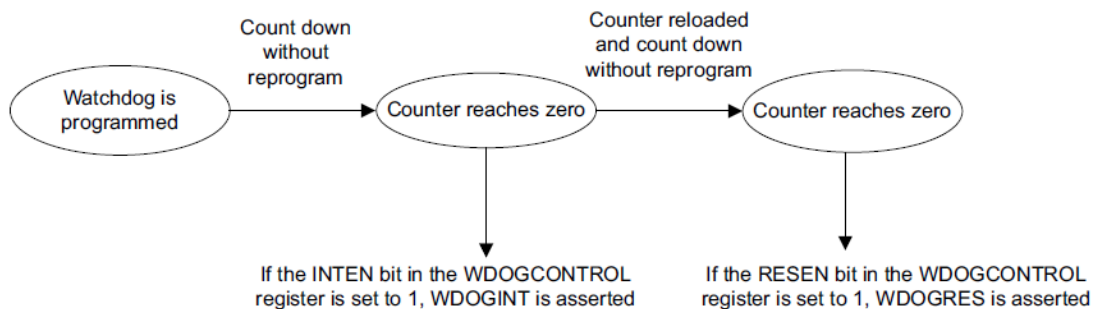 Count down
without
reprogram
Counter reloaded
and count down
without reprogram
Watchdog is
programmed
Counter reaches zero
Counter reaches zero
If the INTEN bit in the WDOGCONTROL
register is set to 1, WDOGINT is asserted
If the RESEN bit in the WDOGCONTROL
register is set to 1, WDOGRES is asserted